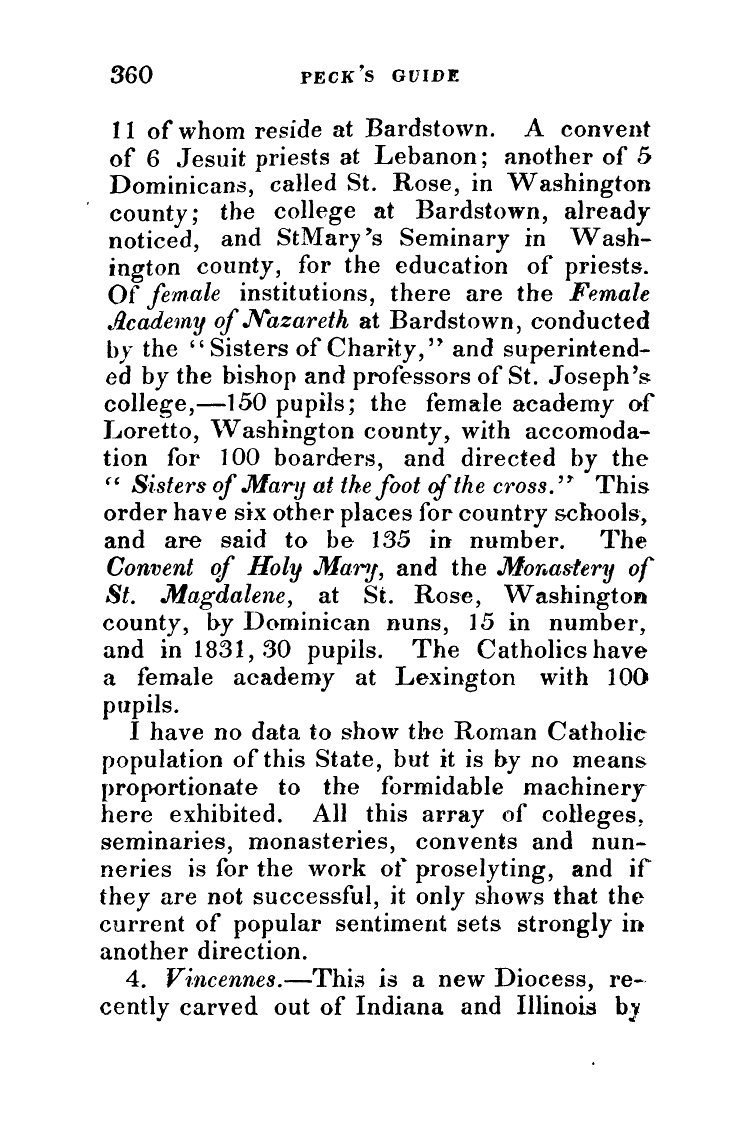 360 PECK'S GUIDE
11 of whom reside at Bardstown. A convent
of 6 Jesuit priests at Lebanon; another of 5
Dominicans, called St. Rose, in Washington
county; the college at Bardstown, already
noticed, and StMary's Seminary in Wash-
ington county, for the education of priests.
Of female institutions, there are the Female
Academy of Nazareth at Bardstown, conducted
by the "Sisters of Charity," and superintend-
ed by the bishop and professors of St. Joseph's
college,—150 pupils; the female academy of
Loretto, Washington county, with accomoda-
tion for 100 boarders, and directed by the
" Sisters of Mary at the foot of the cross." This
order have six other places for country schools,
and are said to be 135 in number. The
Convent of Holy Mary, and the Monastery of
St. Magdalene, at St. Rose, Washington
county, by Dominican nuns, 15 in number,
and in 1831, 30 pupils. The Catholics have
a female academy at Lexington with 100
pupils.
I have no data to show the Roman Catholic
population of this State, but it is by no means
proportionate to the formidable machinery
here exhibited. All this array of colleges,
seminaries, monasteries, convents and nun-
neries is for the work of proselyting, and if
they are not successful, it only shows that the
current of popular sentiment sets strongly in
another direction.
4. Vincennes.—This is a new Diocess, re-
cently carved out of Indiana and Illinois by